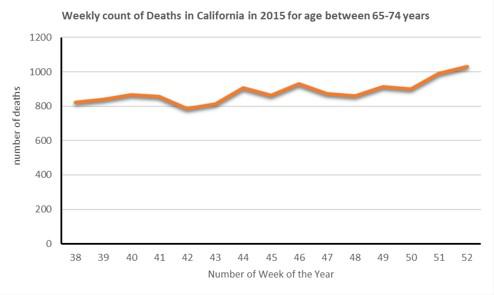 Weekly count of Deaths in California in 2015 for age between 65-74 years
1200
1000
800
600
400
200
0
number of deaths
38 39 40 41 42 43 44 45 46 47 48 49 50 51 52
Number of Week of the Year